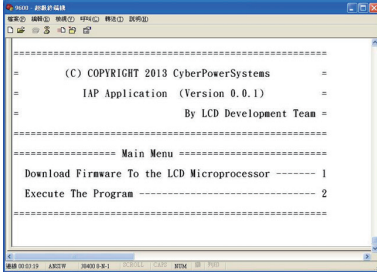 9600 - 超級終端機
檔案(F) 編輯(E) 檢視(V) 呼叫(C) 轉送(T) 說明(H)
==========================================================
= (C) COPYRIGHT 2013 CyberPowerSystems =
= IAP Application (Version 0.0.1) =
= By LCD Development Team =
==========================================================
================== Main Menu ===========================
Download Firmware To the LCD Microprocessor ------- 1
Execute The Program -------------------------------- 2
==========================================================
連線 00:03:19 ANSIW 38400 8-N-1 SCROLL CAPS NUM